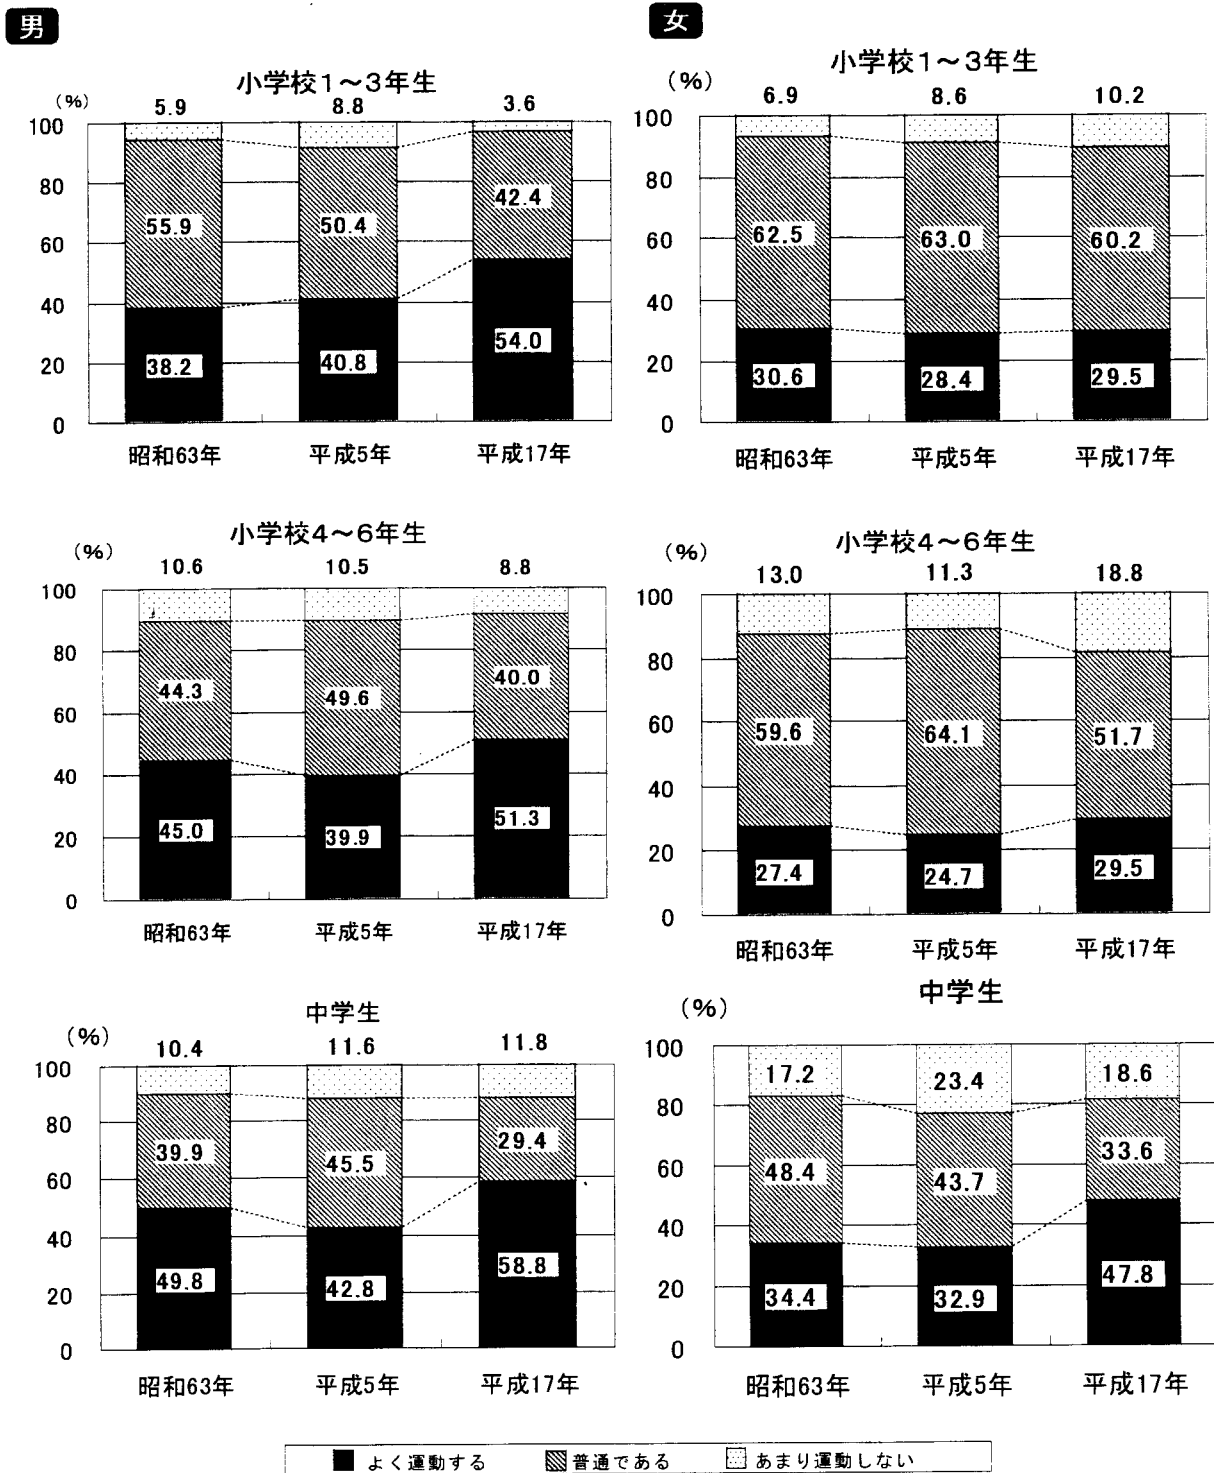 男
小学校1～3年生
(%)
5.9 8.8 3.6
100
80
60
40
20
0
55.9 50.4 42.4
38.2 40.8 54.0
昭和63年 平成5年 平成17年
小学校4～6年生
(%)
10.6 10.5 8.8
100
80
60
40
20
0
44.3 49.6 40.0
45.0 39.9 51.3
昭和63年 平成5年 平成17年
中学生
(%)
10.4 11.6 11.8
100
80
60
40
20
0
39.9 45.5 29.4
49.8 42.8 58.8
昭和63年 平成5年 平成17年
女
小学校1～3年生
(%)
6.9 8.6 10.2
100
80
60
40
20
0
62.5 63.0 60.2
30.6 28.4 29.5
昭和63年 平成5年 平成17年
小学校4～6年生
(%)
13.0 11.3 18.8
100
80
60
40
20
0
59.6 64.1 51.7
27.4 24.7 29.5
昭和63年 平成5年 平成17年
中学生
(%)
100
80
60
40
20
0
17.2 23.4 18.6
48.4 43.7 33.6
34.4 32.9 47.8
昭和63年 平成5年 平成17年
よく運動する 普通である あまり運動しない